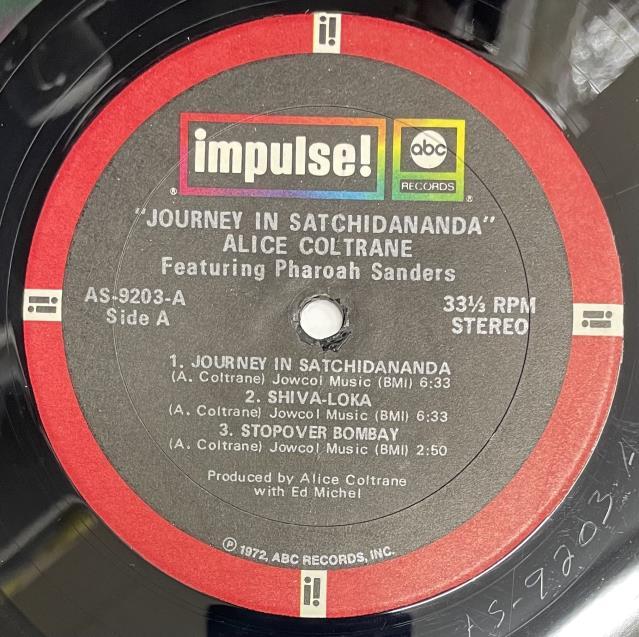 i!
impulse!
®
abc
RECORDS
®
"JOURNEY IN SATCHIDANANDA"
ALICE COLTRANE
Featuring Pharoah Sanders
AS-9203-A
Side A
33⅓ RPM
STEREO
i!
i!
1. JOURNEY IN SATCHIDANANDA
(A. Coltrane) Jowcol Music (BMI) 6:33
2. SHIVA-LOKA
(A. Coltrane) Jowcol Music (BMI) 6:33
3. STOPOVER BOMBAY
(A. Coltrane) Jowcol Music (BMI) 2:50
Produced by Alice Coltrane
with Ed Michel
℗ 1972, ABC RECORDS, INC.
i!
AS-9203 A